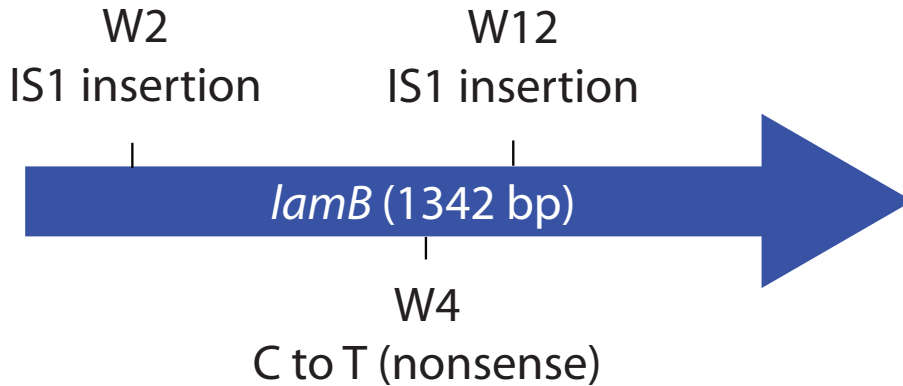 W2
IS1 insertion
W12
IS1 insertion
lamB (1342 bp)
W4
C to T (nonsense)